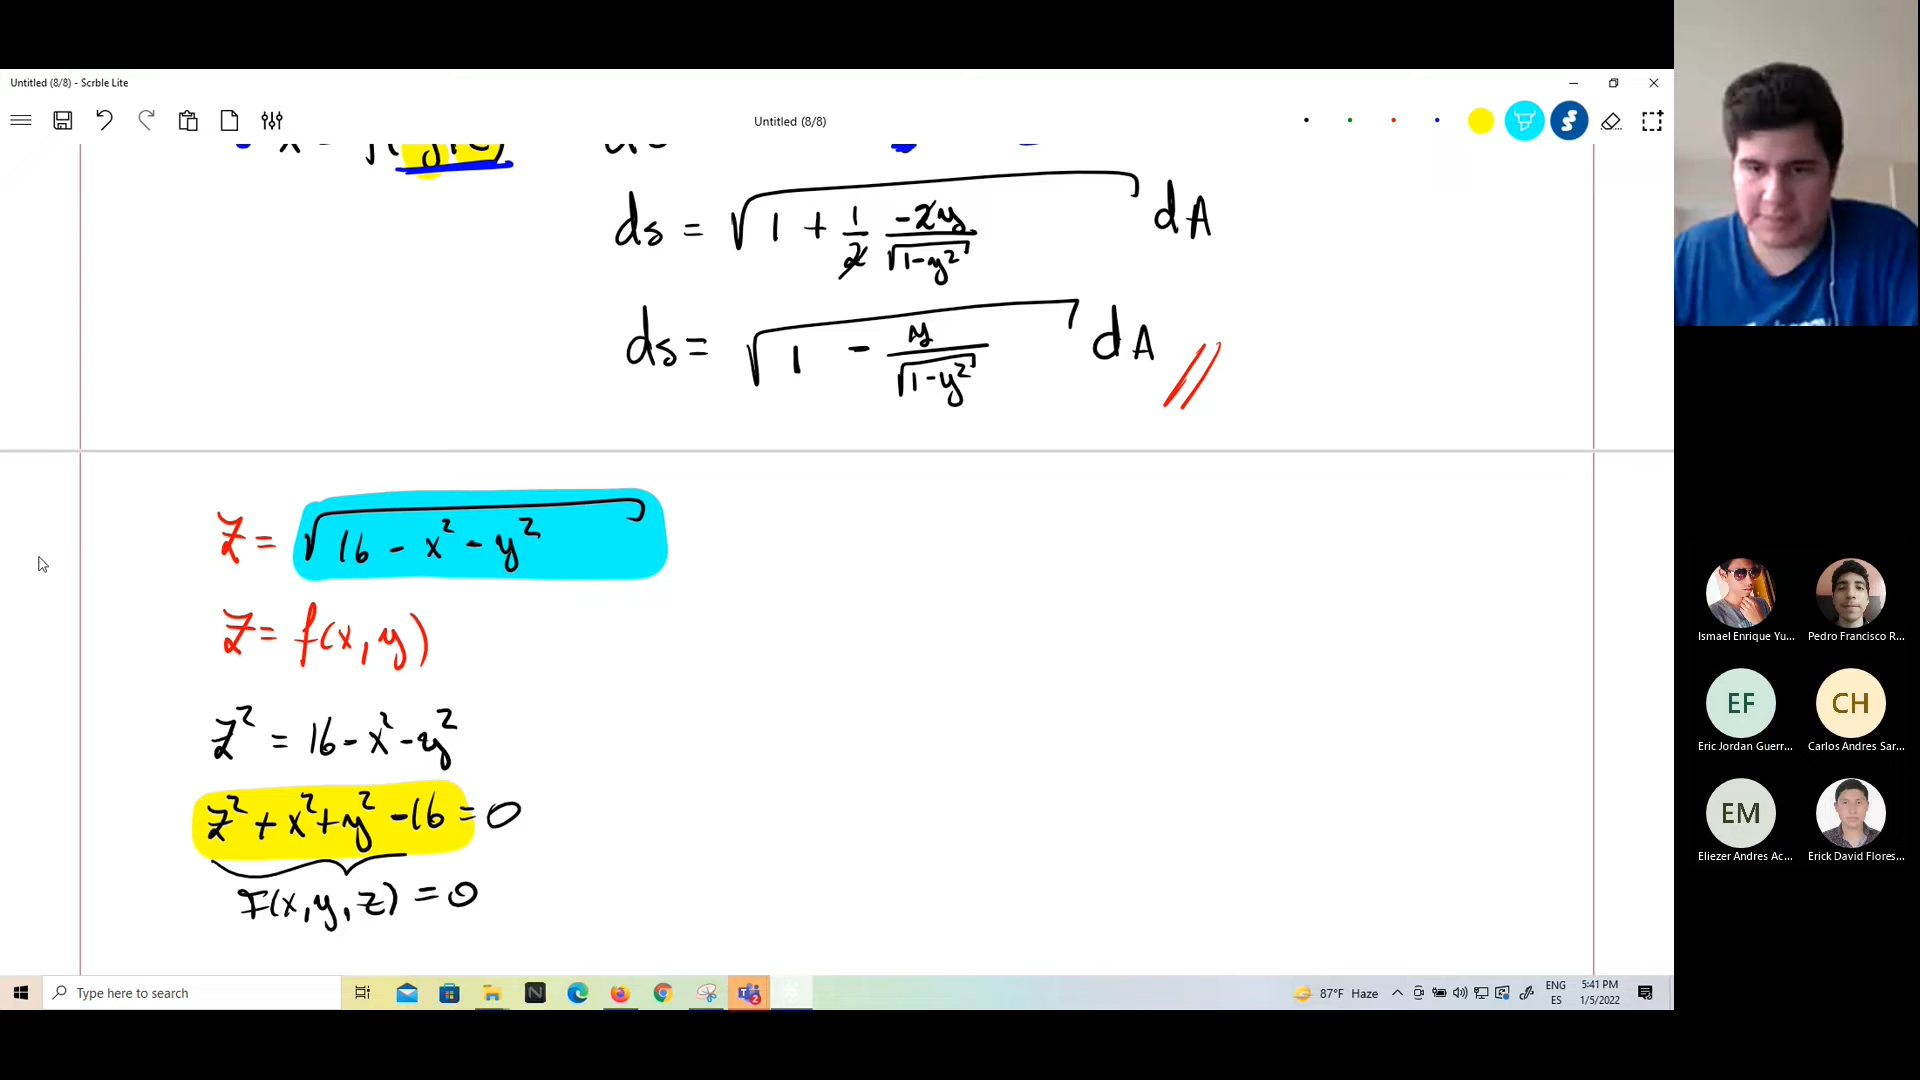 Untitled (8/8) - Scrble Lite
Untitled (8/8)
ds = √(1 + 1/2 (-2y)/√(1-y²)) dA
ds = √(1 - y/√(1-y²)) dA //
z = √(16 - x² - y²)
z = f(x, y)
z² = 16 - x² - y²
z² + x² + y² - 16 = 0
F(x, y, z) = 0
Ismael Enrique Yu...
Pedro Francisco R...
EF
CH
Eric Jordan Guerr...
Carlos Andres Sar...
EM
Eliezer Andres Ac...
Erick David Flores...
Type here to search
N
2
87°F Haze
ENG
ES
5:41 PM
1/5/2022